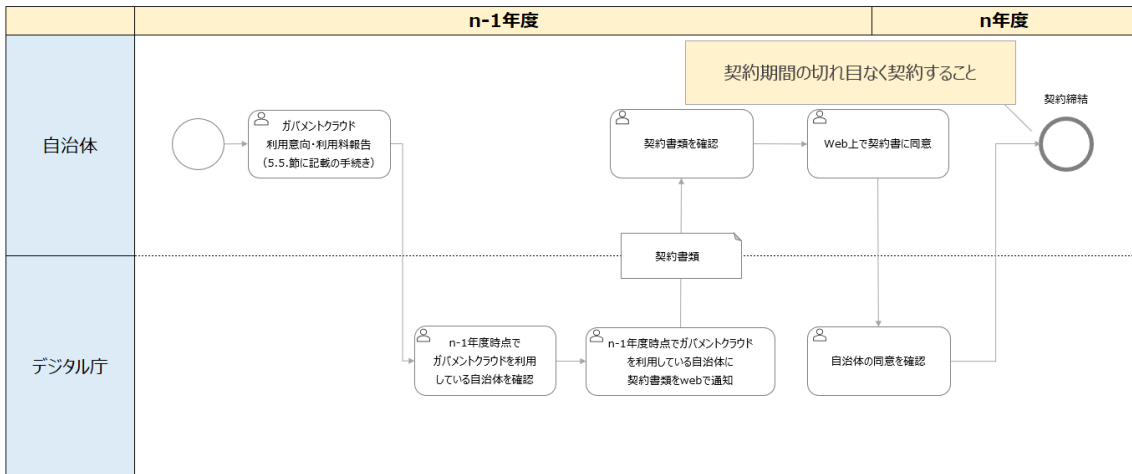 n-1年度
n年度
契約期間の切れ目なく契約すること
契約締結
自治体
ガバメントクラウド
利用意向・利用料報告
（5.5.節に記載の手続き）
契約書類を確認
Web上で契約書に同意
契約書類
デジタル庁
n-1年度時点で
ガバメントクラウドを利用
している自治体を確認
n-1年度時点でガバメントクラウド
を利用している自治体に
契約書類をwebで通知
自治体の同意を確認